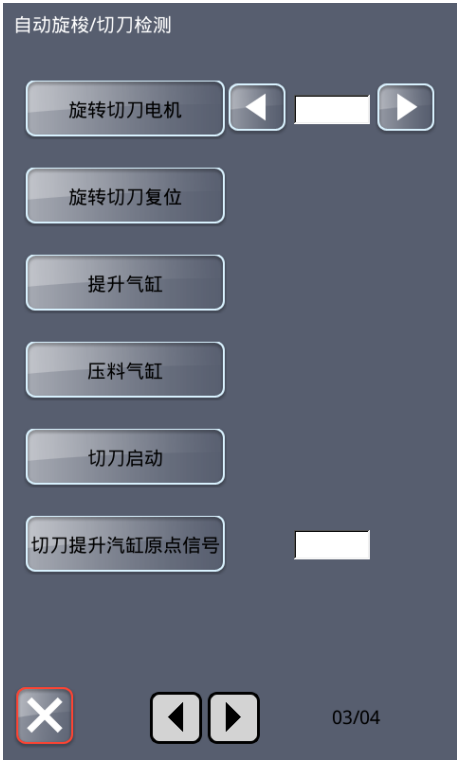 自动旋梭/切刀检测
旋转切刀电机
旋转切刀复位
提升气缸
压料气缸
切刀启动
切刀提升汽缸原点信号
03/04